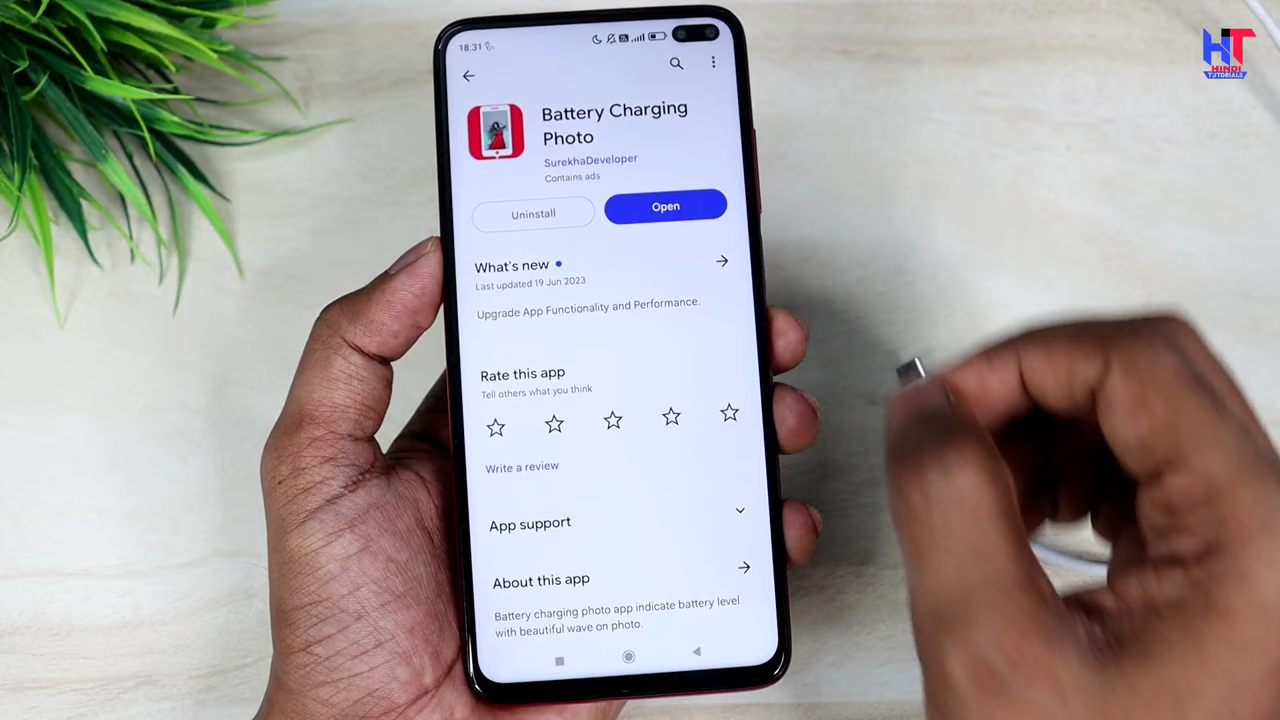 18:31
HT
HINDI
TUTORIALS
Battery Charging
Photo
SurekhaDeveloper
Contains ads
Uninstall
Open
What's new
Last updated 19 Jun 2023
Upgrade App Functionality and Performance.
Rate this app
Tell others what you think
Write a review
App support
About this app
Battery charging photo app indicate battery level
with beautiful wave on photo.